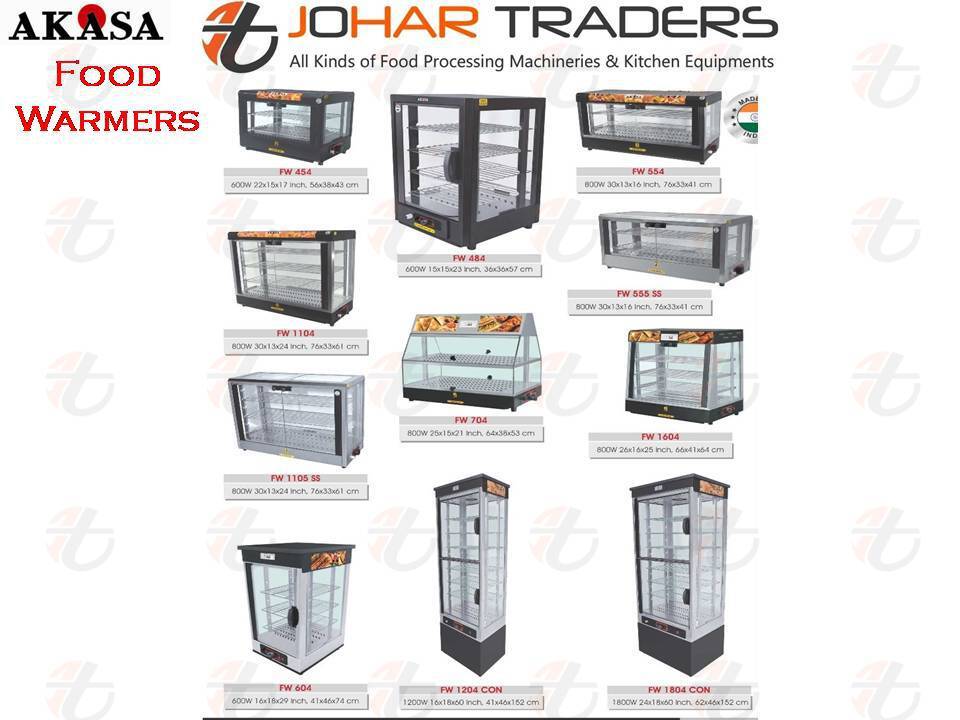 AKASA
JOHAR TRADERS
All Kinds of Food Processing Machineries & Kitchen Equipments
FOOD
WARMERS
MADE
INDIA
FW 454
600W 22x15x17 Inch, 56x38x43 cm
FW 484
600W 15x15x23 Inch, 36x36x57 cm
FW 554
800W 30x13x16 Inch, 76x33x41 cm
FW 555 SS
800W 30x13x16 Inch, 76x33x41 cm
FW 1104
800W 30x13x24 Inch, 76x33x61 cm
FW 704
800W 25x15x21 Inch, 64x38x53 cm
FW 1604
800W 26x16x25 Inch, 66x41x64 cm
FW 1105 SS
800W 30x13x24 Inch, 76x33x61 cm
FW 604
600W 16x18x29 Inch, 41x46x74 cm
FW 1204 CON
1200W 16x18x60 Inch, 41x46x152 cm
FW 1804 CON
1800W 24x18x60 Inch, 62x46x152 cm